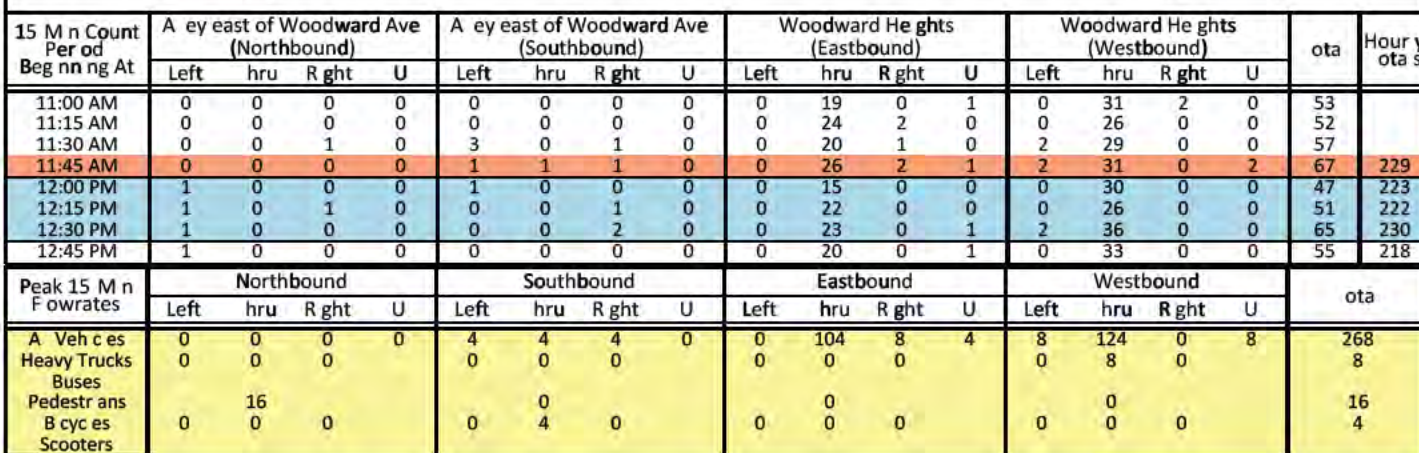 15 M n Count Per od Beg nn ng At A ey east of Woodward Ave (Northbound) A ey east of Woodward Ave (Southbound) Woodward He ghts (Eastbound) Woodward He ghts (Westbound) ota Hour y ota s
Left hru R ght U Left hru R ght U Left hru R ght U Left hru R ght U
11:00 AM 0 0 0 0 0 0 0 0 0 19 0 1 0 31 2 0 53
11:15 AM 0 0 0 0 0 0 0 0 0 24 2 0 0 26 0 0 52
11:30 AM 0 0 1 0 3 0 1 0 0 20 1 0 2 29 0 0 57
11:45 AM 0 0 0 0 1 1 1 0 0 26 2 1 2 31 0 2 67 229
12:00 PM 1 0 0 0 1 0 0 0 0 15 0 0 0 30 0 0 47 223
12:15 PM 1 0 1 0 0 0 1 0 0 22 0 0 0 26 0 0 51 222
12:30 PM 1 0 0 0 0 0 2 0 0 23 0 1 2 36 0 0 65 230
12:45 PM 1 0 0 0 0 0 0 0 0 20 0 1 0 33 0 0 55 218
Peak 15 M n F owrates Northbound Southbound Eastbound Westbound ota
Left hru R ght U Left hru R ght U Left hru R ght U Left hru R ght U
A Veh c es 0 0 0 0 4 4 4 0 0 104 8 4 8 124 0 8 268
Heavy Trucks 0 0 0 0 0 0 0 0 0 0 8 0 8
Buses
Pedestr ans 16 0 0 0 16
B cyc es 0 0 0 0 4 0 0 0 0 0 0 0 4
Scooters